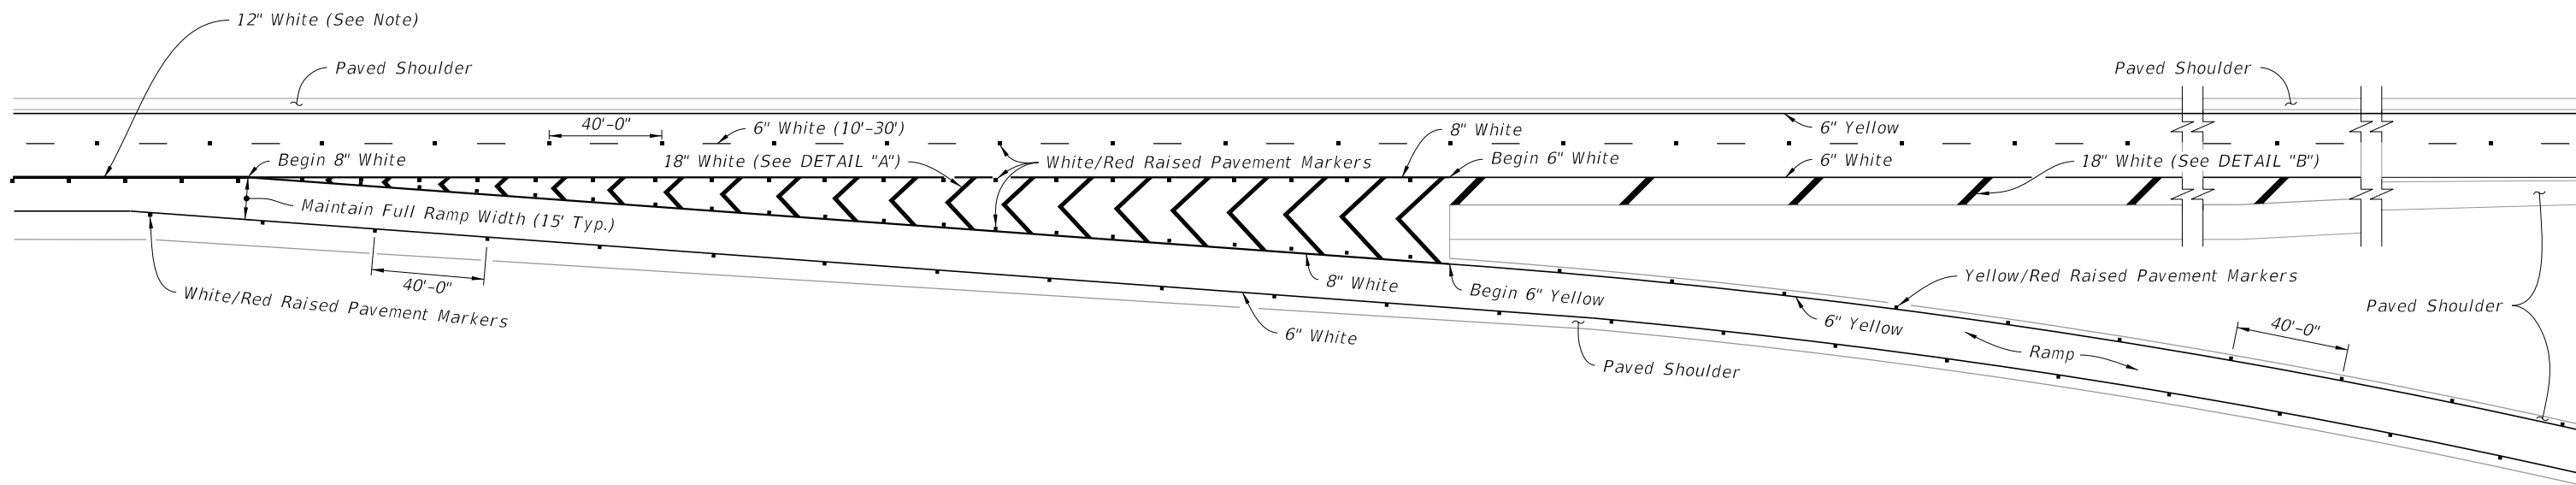 12" White (See Note)
Paved Shoulder
Paved Shoulder
40'-0"
6" White (10'-30')
8" White
6" Yellow
Begin 8" White
18" White (See DETAIL "A")
White/Red Raised Pavement Markers
Begin 6" White
6" White
18" White (See DETAIL "B")
Maintain Full Ramp Width (15' Typ.)
40'-0"
White/Red Raised Pavement Markers
8" White
Begin 6" Yellow
Yellow/Red Raised Pavement Markers
6" White
6" Yellow
Paved Shoulder
40'-0"
Ramp
Paved Shoulder